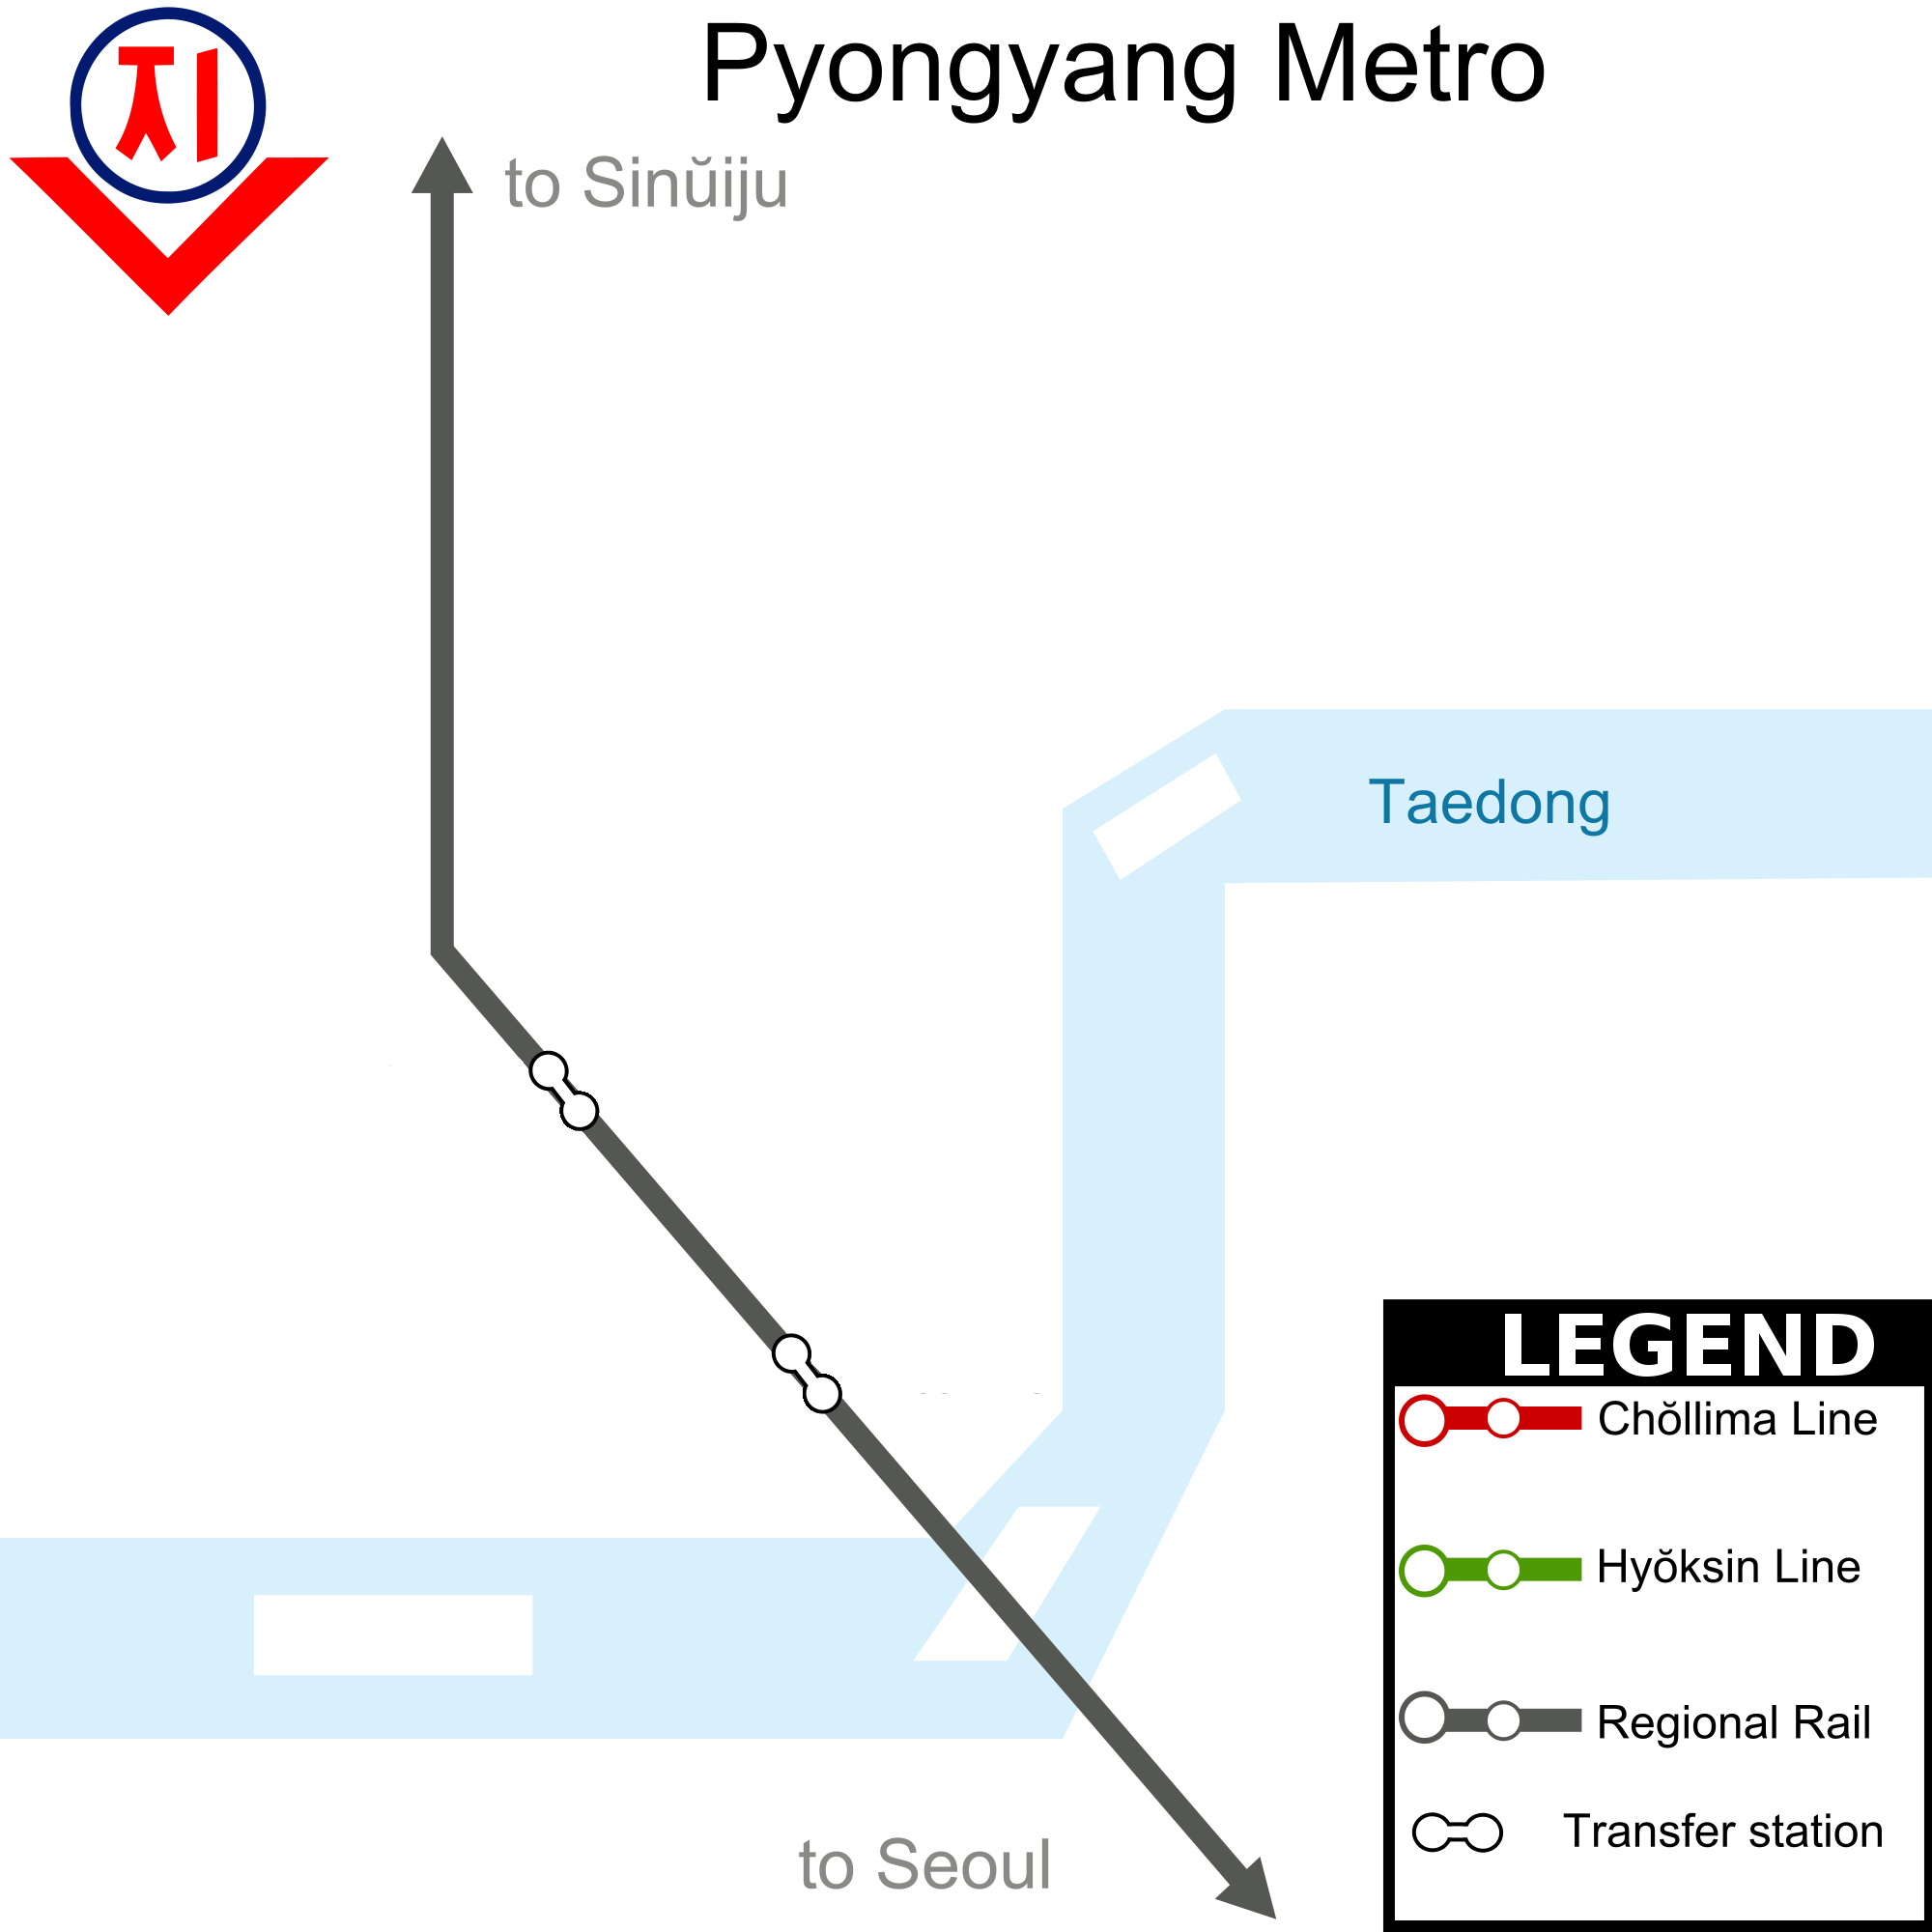 지
Pyongyang Metro
to Sinŭiju
Taedong
LEGEND
Chŏllima Line
Hyŏksin Line
Regional Rail
Transfer station
to Seoul